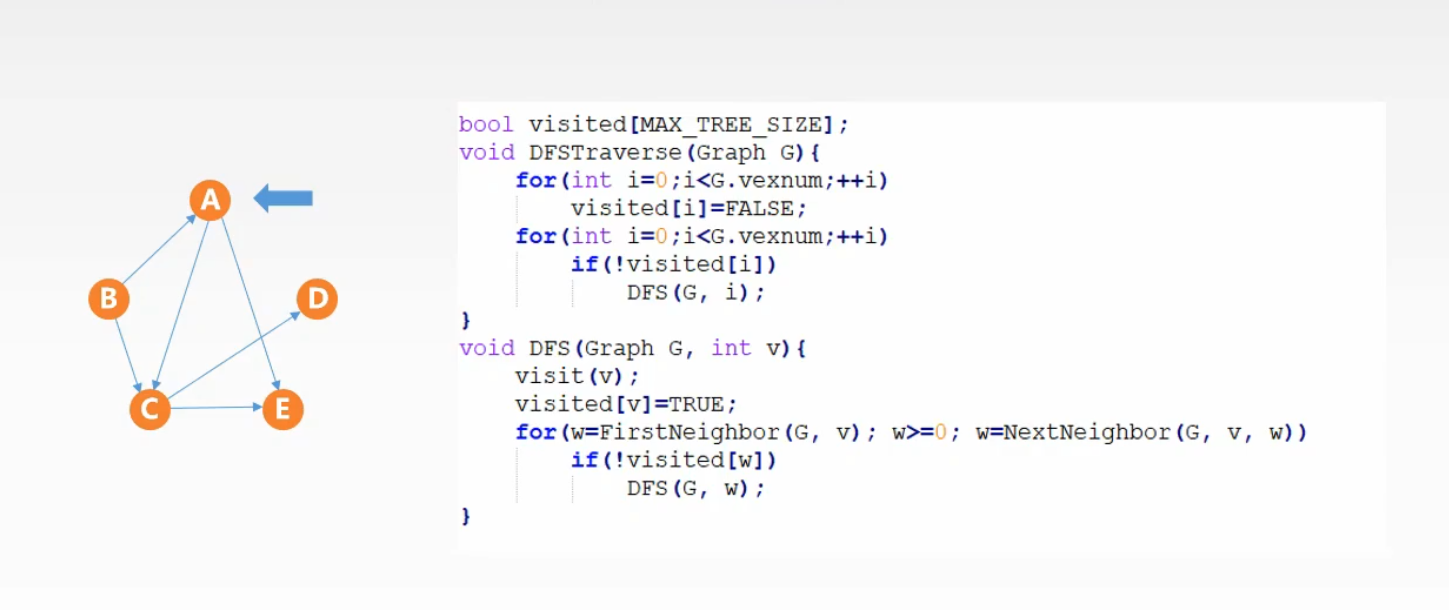 A
B
D
C
E
bool visited[MAX_TREE_SIZE];
void DFSTraverse(Graph G){
    for(int i=0;i<G.vexnum;++i)
        visited[i]=FALSE;
    for(int i=0;i<G.vexnum;++i)
        if(!visited[i])
            DFS(G, i);
}
void DFS(Graph G, int v){
    visit(v);
    visited[v]=TRUE;
    for(w=FirstNeighbor(G, v); w>=0; w=NextNeighbor(G, v, w))
        if(!visited[w])
            DFS(G, w);
}